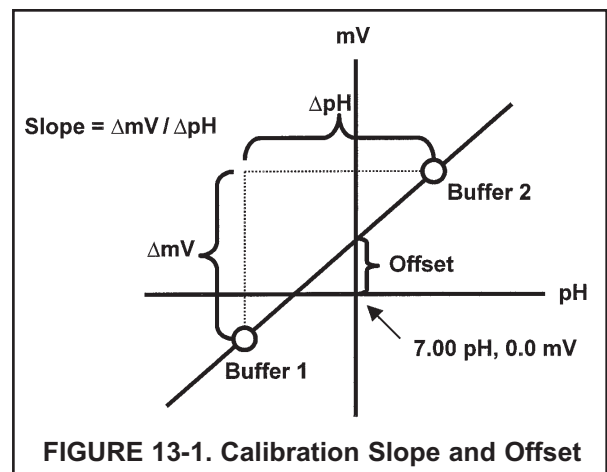 mV
ΔpH
Slope = ΔmV / ΔpH
Buffer 2
ΔmV
Offset
pH
7.00 pH, 0.0 mV
Buffer 1
FIGURE 13-1. Calibration Slope and Offset